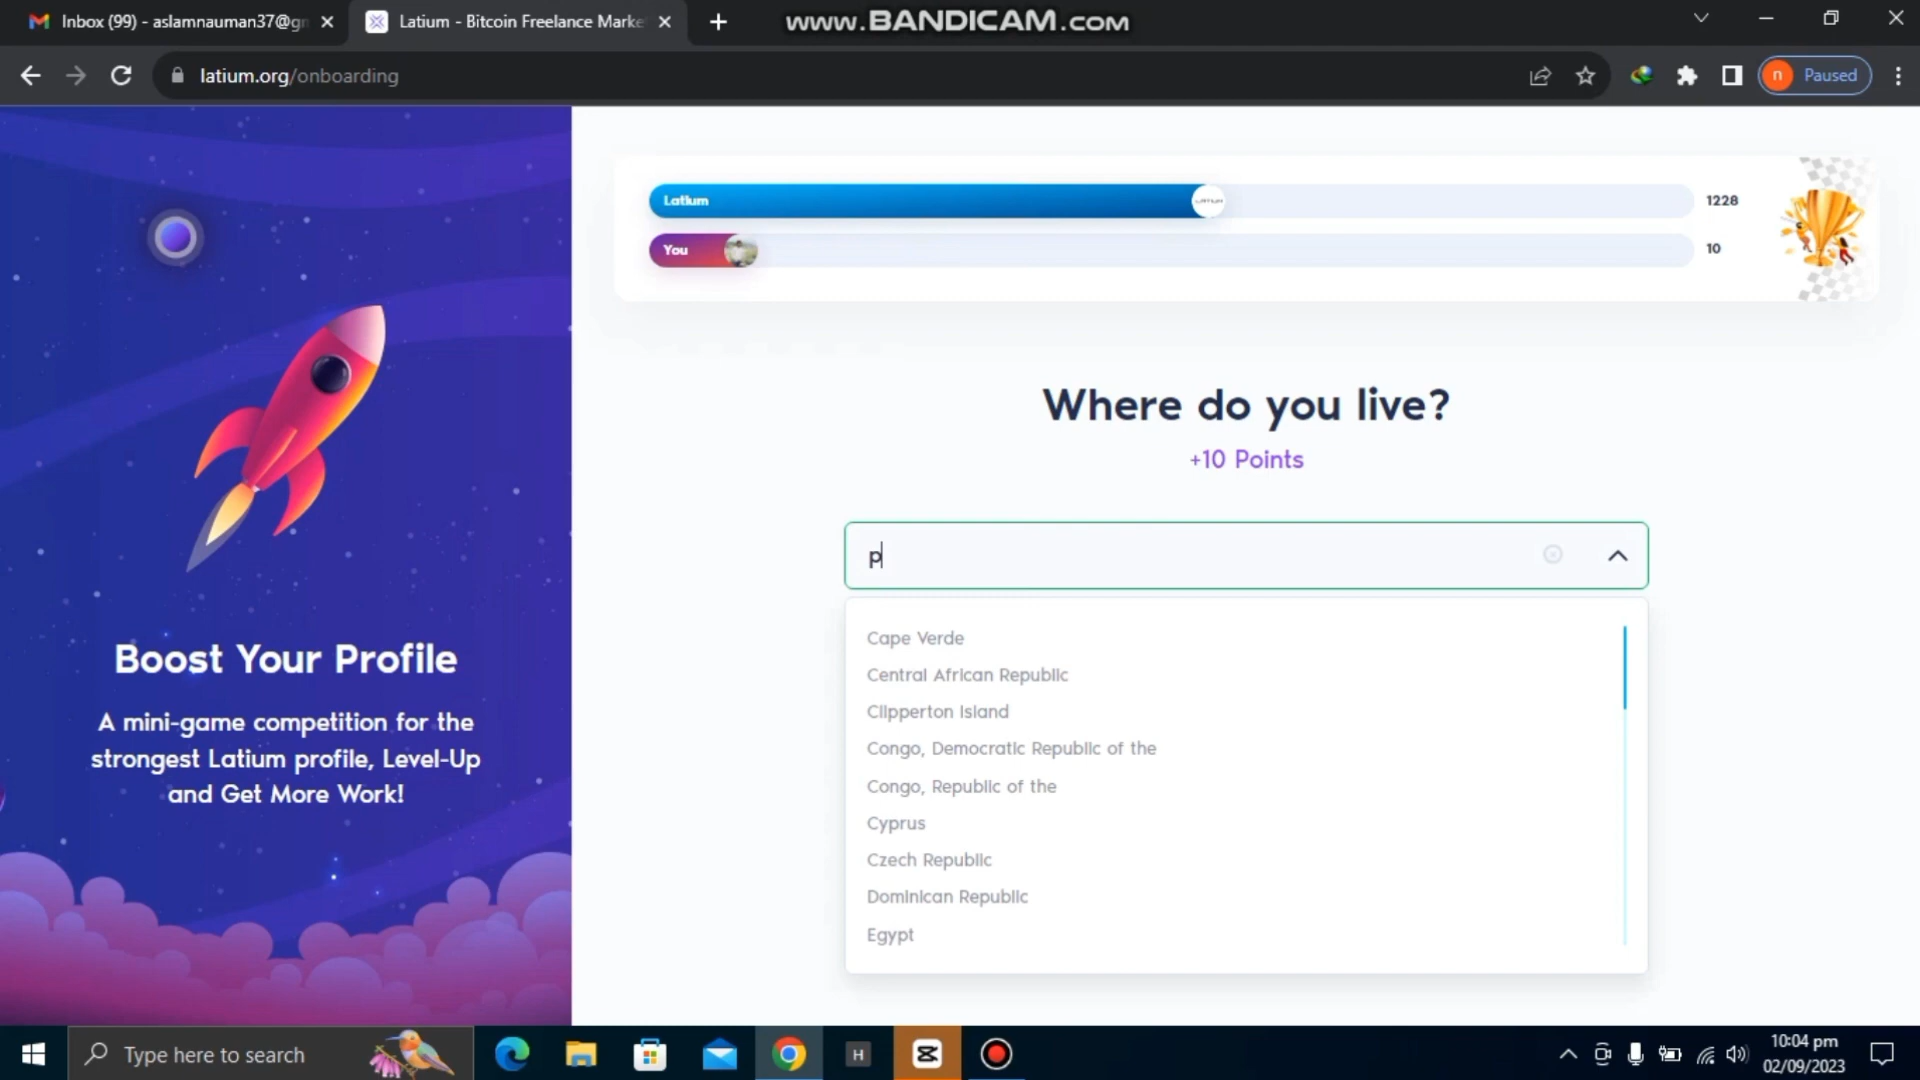 Inbox (99) - aslamnauman37@gm
Latium - Bitcoin Freelance Marke
www.BANDICAM.com
latium.org/onboarding
n Paused
Latium
LATIUM
1228
You
10
Where do you live?
+10 Points
p
Cape Verde
Central African Republic
Clipperton Island
Congo, Democratic Republic of the
Congo, Republic of the
Cyprus
Czech Republic
Dominican Republic
Egypt
Boost Your Profile
A mini-game competition for the
strongest Latium profile, Level-Up
and Get More Work!
Type here to search
H
10:04 pm
02/09/2023